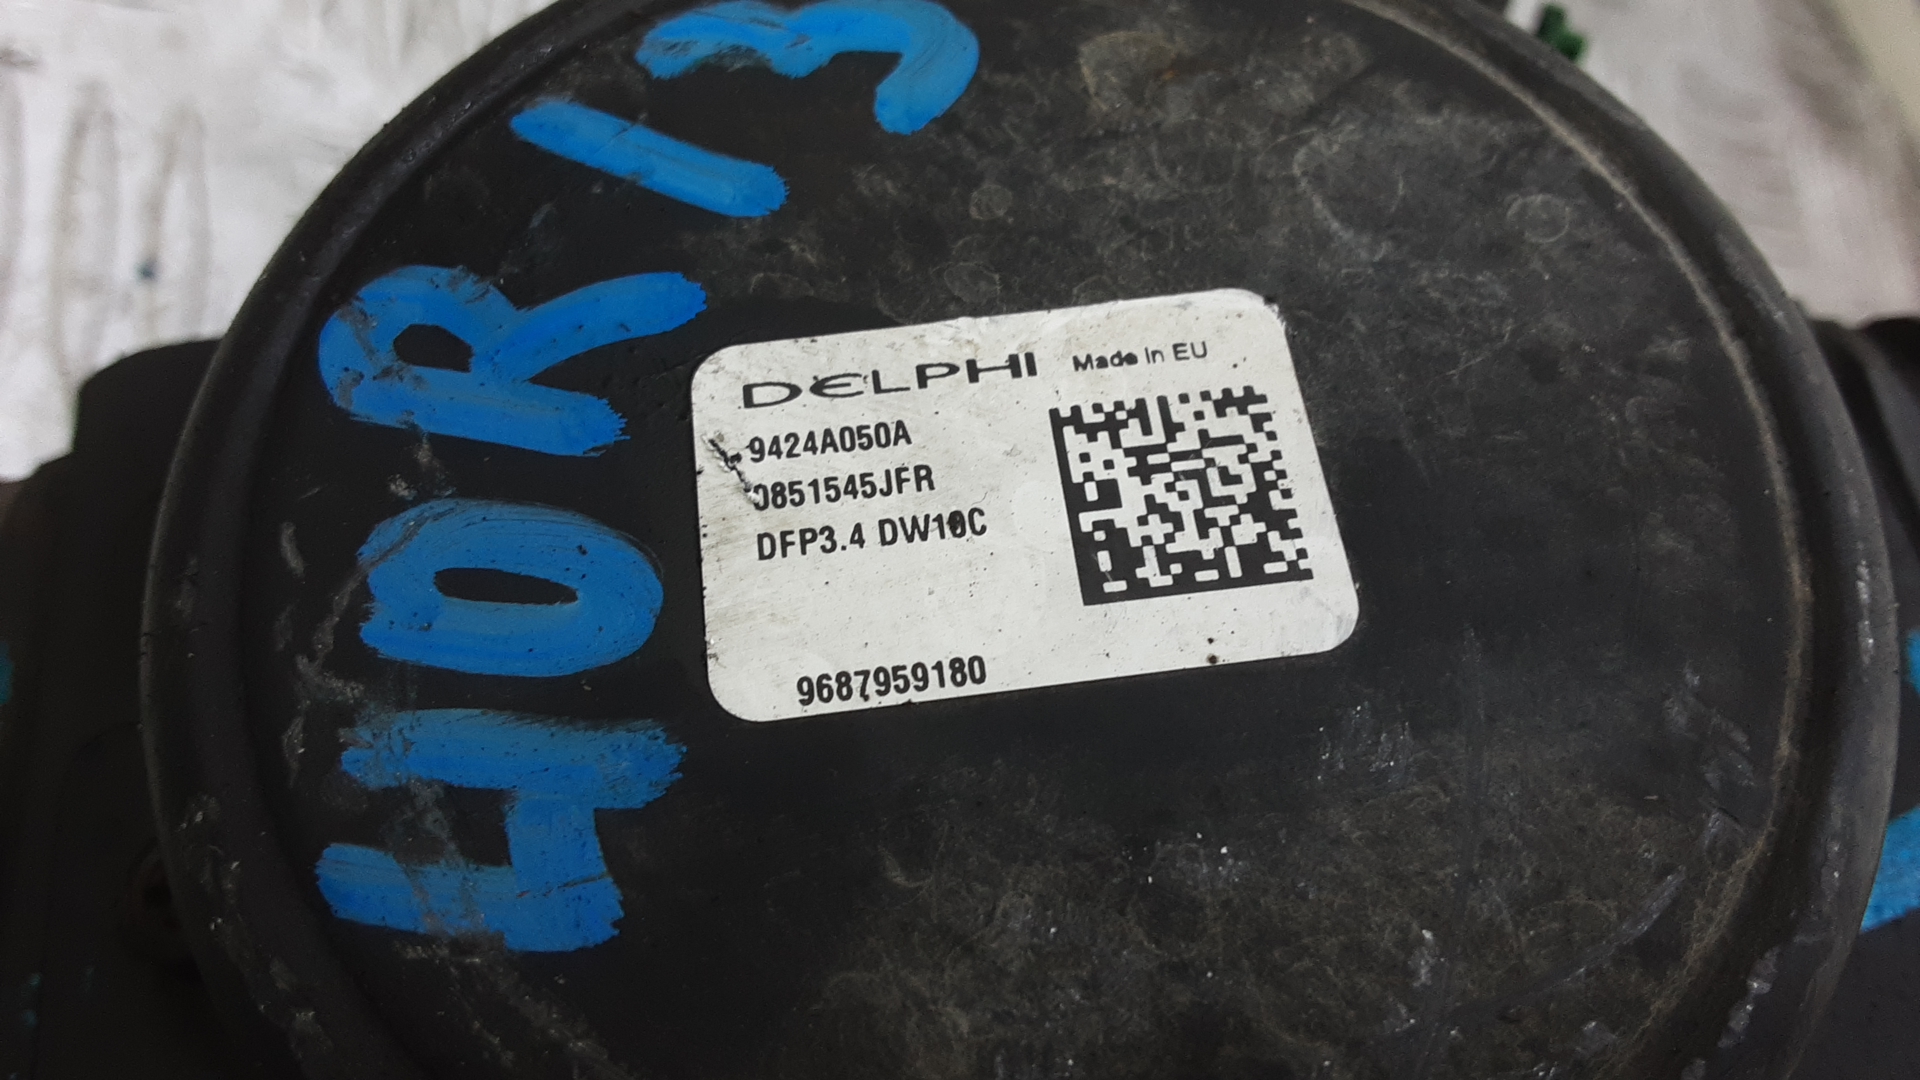 40R13
DELPHI Made in EU
9424A050A
0851545JFR
DFP3.4 DW10C
9687959180